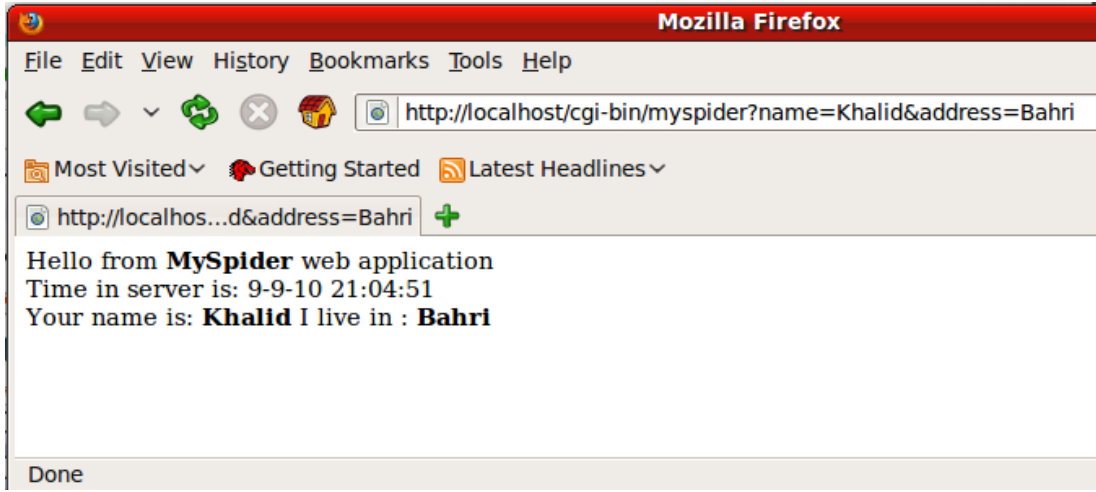 Mozilla Firefox
File Edit View History Bookmarks Tools Help
http://localhost/cgi-bin/myspider?name=Khalid&address=Bahri
Most Visited Getting Started Latest Headlines
http://localhos...d&address=Bahri
Hello from MySpider web application
Time in server is: 9-9-10 21:04:51
Your name is: Khalid I live in : Bahri
Done